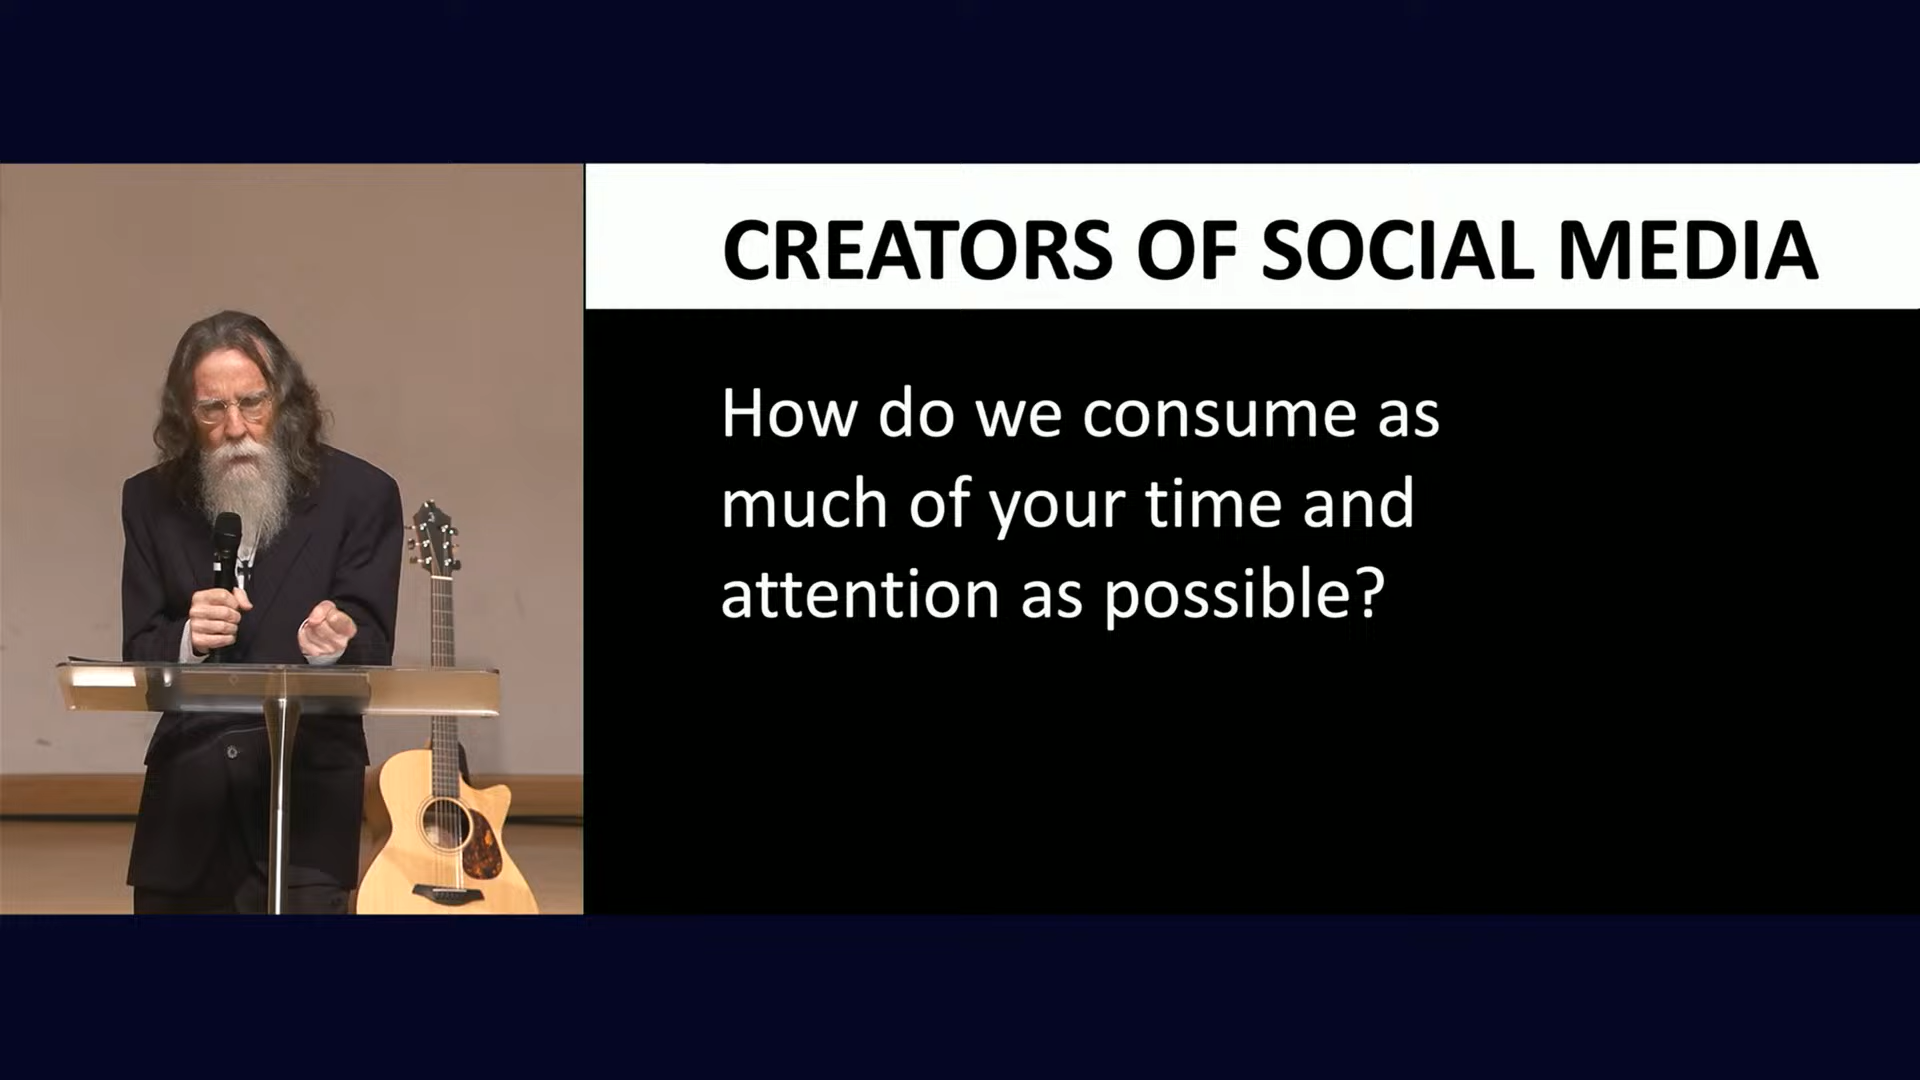 CREATORS OF SOCIAL MEDIA
How do we consume as
much of your time and
attention as possible?